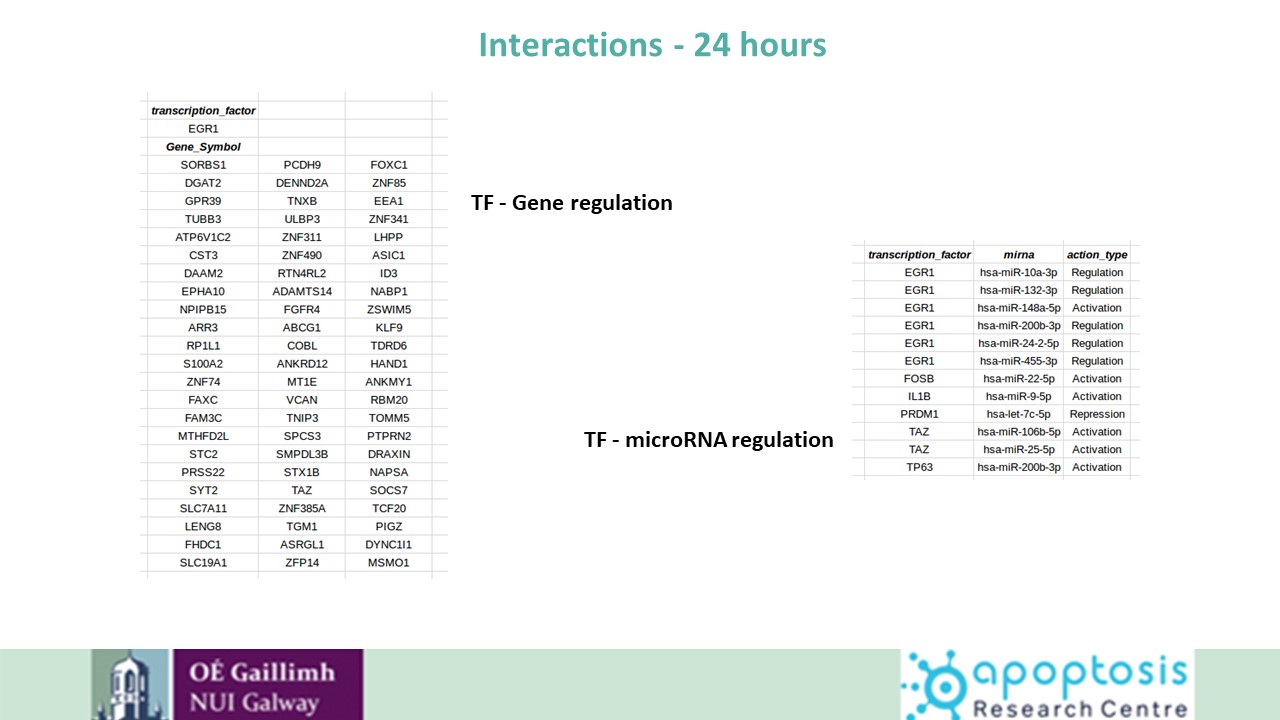 Interactions - 24 hours
transcription_factor
EGR1
Gene_Symbol
SORBS1 PCDH9 FOXC1
DGAT2 DENND2A ZNF85
GPR39 TNXB EEA1
TUBB3 ULBP3 ZNF341
ATP6V1C2 ZNF311 LHPP
CST3 ZNF490 ASIC1
DAAM2 RTN4RL2 ID3
EPHA10 ADAMTS14 NABP1
NPIPB15 FGFR4 ZSWIM5
ARR3 ABCG1 KLF9
RP1L1 COBL TDRD6
S100A2 ANKRD12 HAND1
ZNF74 MT1E ANKMY1
FAXC VCAN RBM20
FAM3C TNIP3 TOMM5
MTHFD2L SPCS3 PTPRN2
STC2 SMPDL3B DRAXIN
PRSS22 STX1B NAPSA
SYT2 TAZ SOCS7
SLC7A11 ZNF385A TCF20
LENG8 TGM1 PIGZ
FHDC1 ASRGL1 DYNC1I1
SLC19A1 ZFP14 MSMO1
TF - Gene regulation
TF - microRNA regulation
transcription_factor mirna action_type
EGR1 hsa-miR-10a-3p Regulation
EGR1 hsa-miR-132-3p Regulation
EGR1 hsa-miR-148a-5p Activation
EGR1 hsa-miR-200b-3p Regulation
EGR1 hsa-miR-24-2-5p Regulation
EGR1 hsa-miR-455-3p Regulation
FOSB hsa-miR-22-5p Activation
IL1B hsa-miR-9-5p Activation
PRDM1 hsa-let-7c-5p Repression
TAZ hsa-miR-106b-5p Activation
TAZ hsa-miR-25-5p Activation
TP63 hsa-miR-200b-3p Activation
OÉ Gaillimh
NUI Galway
apoptosis
Research Centre